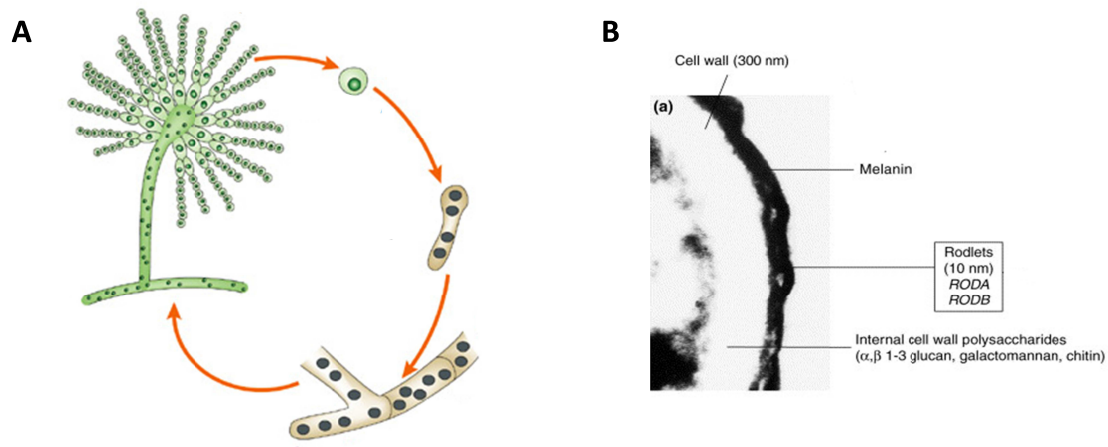 A
B
Cell wall (300 nm)
(a)
Melanin
Rodlets
(10 nm)
RODA
RODB
Internal cell wall polysaccharides
(α,β 1-3 glucan, galactomannan, chitin)